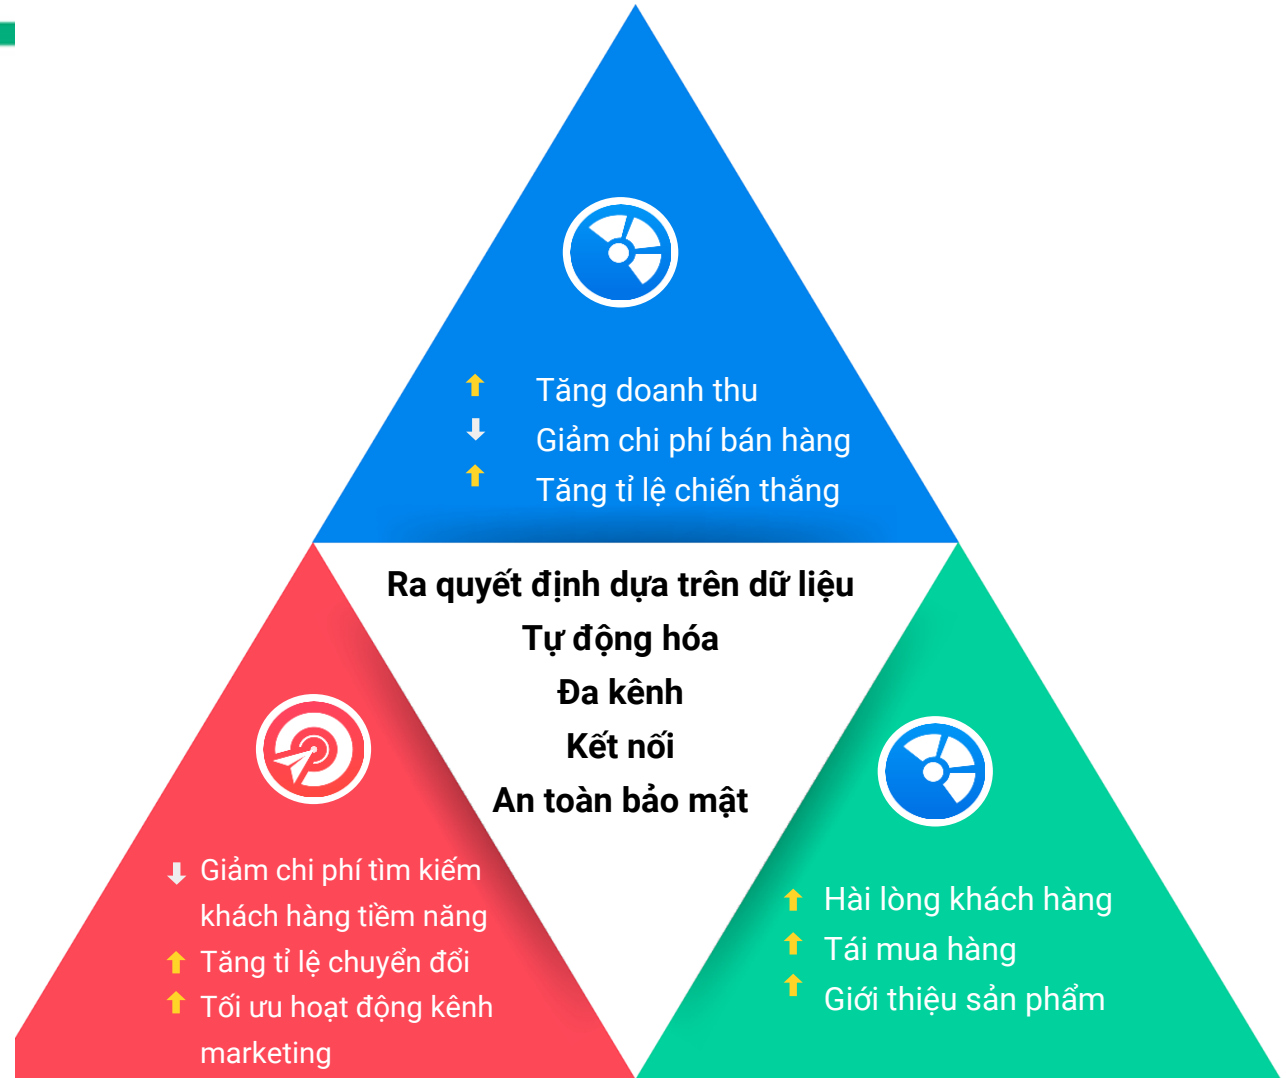 Tăng doanh thu
Giảm chi phí bán hàng
Tăng tỉ lệ chiến thắng
Ra quyết định dựa trên dữ liệu
Tự động hóa
Đa kênh
Kết nối
An toàn bảo mật
Giảm chi phí tìm kiếm
khách hàng tiềm năng
Tăng tỉ lệ chuyển đổi
Tối ưu hoạt động kênh
marketing
Hài lòng khách hàng
Tái mua hàng
Giới thiệu sản phẩm